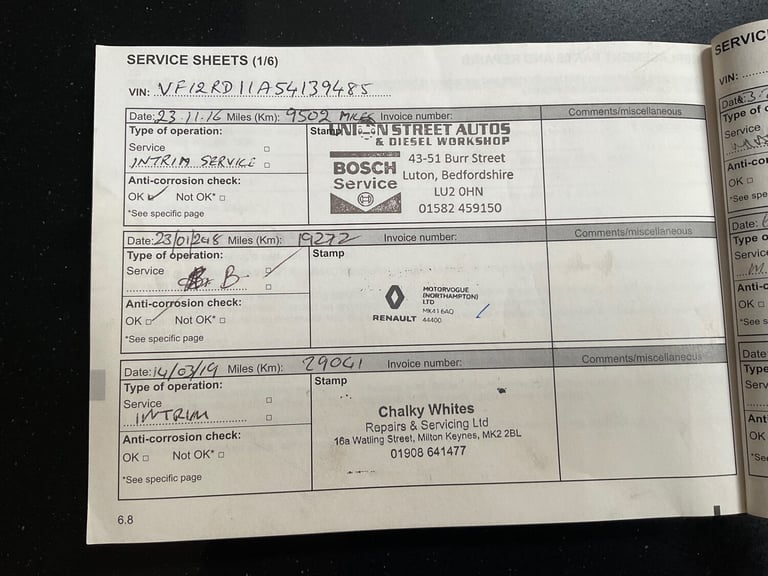 SERVICE SHEETS (1/6)
VIN: VF12RD11A54139485
Date: 23.11.16 Miles (Km): 9502 MILES Invoice number:
Comments/miscellaneous
Type of operation:
Service
INTRIM SERVICE
Anti-corrosion check:
OK Not OK*
*See specific page
Stamp
UNION STREET AUTOS
& DIESEL WORKSHOP
BOSCH
Service
43-51 Burr Street
Luton, Bedfordshire
LU2 0HN
01582 459150
Date: 23/01/2018 Miles (Km): 19272 Invoice number:
Comments/miscellaneous
Type of operation:
Service
B
Anti-corrosion check:
OK Not OK*
*See specific page
Stamp
RENAULT
MOTORVOGUE
(NORTHAMPTON)
LTD
MK41 6AQ
44400
Date: 14/03/19 Miles (Km): 29041 Invoice number:
Comments/miscellaneous
Type of operation:
Service
INTRIM
Anti-corrosion check:
OK Not OK*
*See specific page
Stamp
Chalky Whites
Repairs & Servicing Ltd
16a Watling Street, Milton Keynes, MK2 2BL
01908 641477
6.8
SERVIC
VIN:
Type of
Service
Anti-co
OK
*See spe
Date:
Type o
Servic
Anti-c
OK
*See s
Date
Type
Serv
Anti
OK
*See